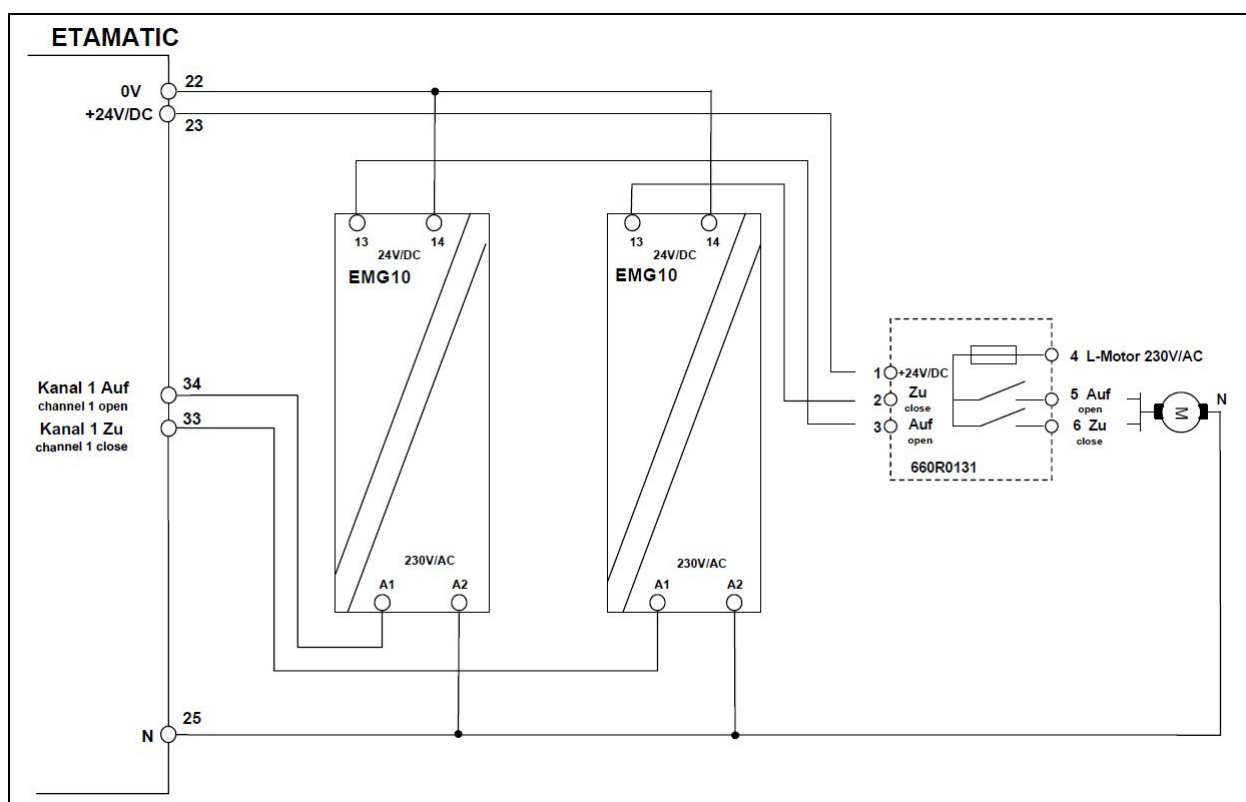 ETAMATIC
0V
22
+24V/DC
23
13
14
24V/DC
EMG10
13
14
24V/DC
EMG10
Kanal 1 Auf
channel 1 open
34
Kanal 1 Zu
channel 1 close
33
1
+24V/DC
2
Zu
close
3
Auf
open
4 L-Motor 230V/AC
5 Auf
open
6 Zu
close
M
N
660R0131
230V/AC
A1
A2
230V/AC
A1
A2
N
25